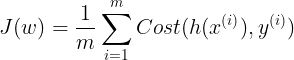 J(w) = \frac{1}{m} \sum_{i=1}^{m} Cost(h(x^{(i)}), y^{(i)})